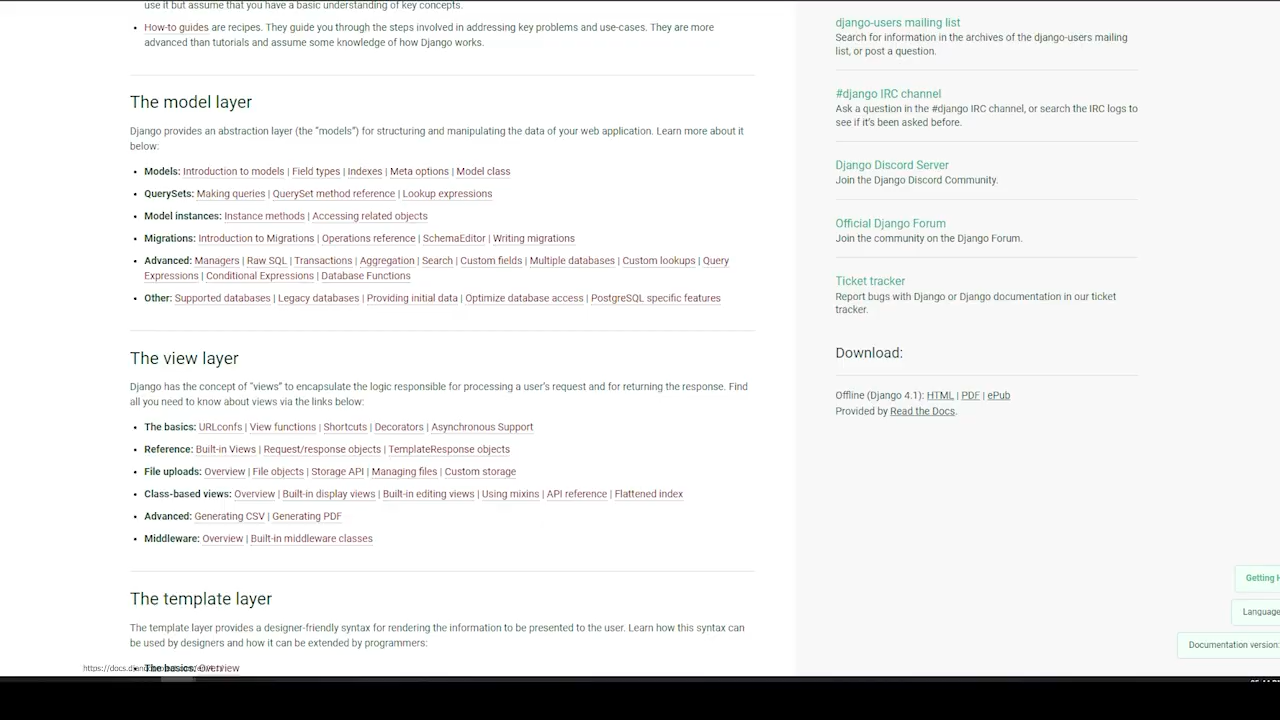 use it but assume that you have a basic understanding of key concepts.
• How-to guides are recipes. They guide you through the steps involved in addressing key problems and use-cases. They are more
advanced than tutorials and assume some knowledge of how Django works.
The model layer
Django provides an abstraction layer (the “models”) for structuring and manipulating the data of your web application. Learn more about it
below:
• Models: Introduction to models | Field types | Indexes | Meta options | Model class
• QuerySets: Making queries | QuerySet method reference | Lookup expressions
• Model instances: Instance methods | Accessing related objects
• Migrations: Introduction to Migrations | Operations reference | SchemaEditor | Writing migrations
• Advanced: Managers | Raw SQL | Transactions | Aggregation | Search | Custom fields | Multiple databases | Custom lookups | Query
Expressions | Conditional Expressions | Database Functions
• Other: Supported databases | Legacy databases | Providing initial data | Optimize database access | PostgreSQL specific features
The view layer
Django has the concept of “views” to encapsulate the logic responsible for processing a user’s request and for returning the response. Find
all you need to know about views via the links below:
• The basics: URLconfs | View functions | Shortcuts | Decorators | Asynchronous Support
• Reference: Built-in Views | Request/response objects | TemplateResponse objects
• File uploads: Overview | File objects | Storage API | Managing files | Custom storage
• Class-based views: Overview | Built-in display views | Built-in editing views | Using mixins | API reference | Flattened index
• Advanced: Generating CSV | Generating PDF
• Middleware: Overview | Built-in middleware classes
The template layer
The template layer provides a designer-friendly syntax for rendering the information to be presented to the user. Learn how this syntax can
be used by designers and how it can be extended by programmers:
• The basics: Overview
django-users mailing list
Search for information in the archives of the django-users mailing
list, or post a question.
#django IRC channel
Ask a question in the #django IRC channel, or search the IRC logs to
see if it’s been asked before.
Django Discord Server
Join the Django Discord Community.
Official Django Forum
Join the community on the Django Forum.
Ticket tracker
Report bugs with Django or Django documentation in our ticket
tracker.
Download:
Offline (Django 4.1): HTML | PDF | ePub
Provided by Read the Docs.
Getting H
Language
Documentation version: